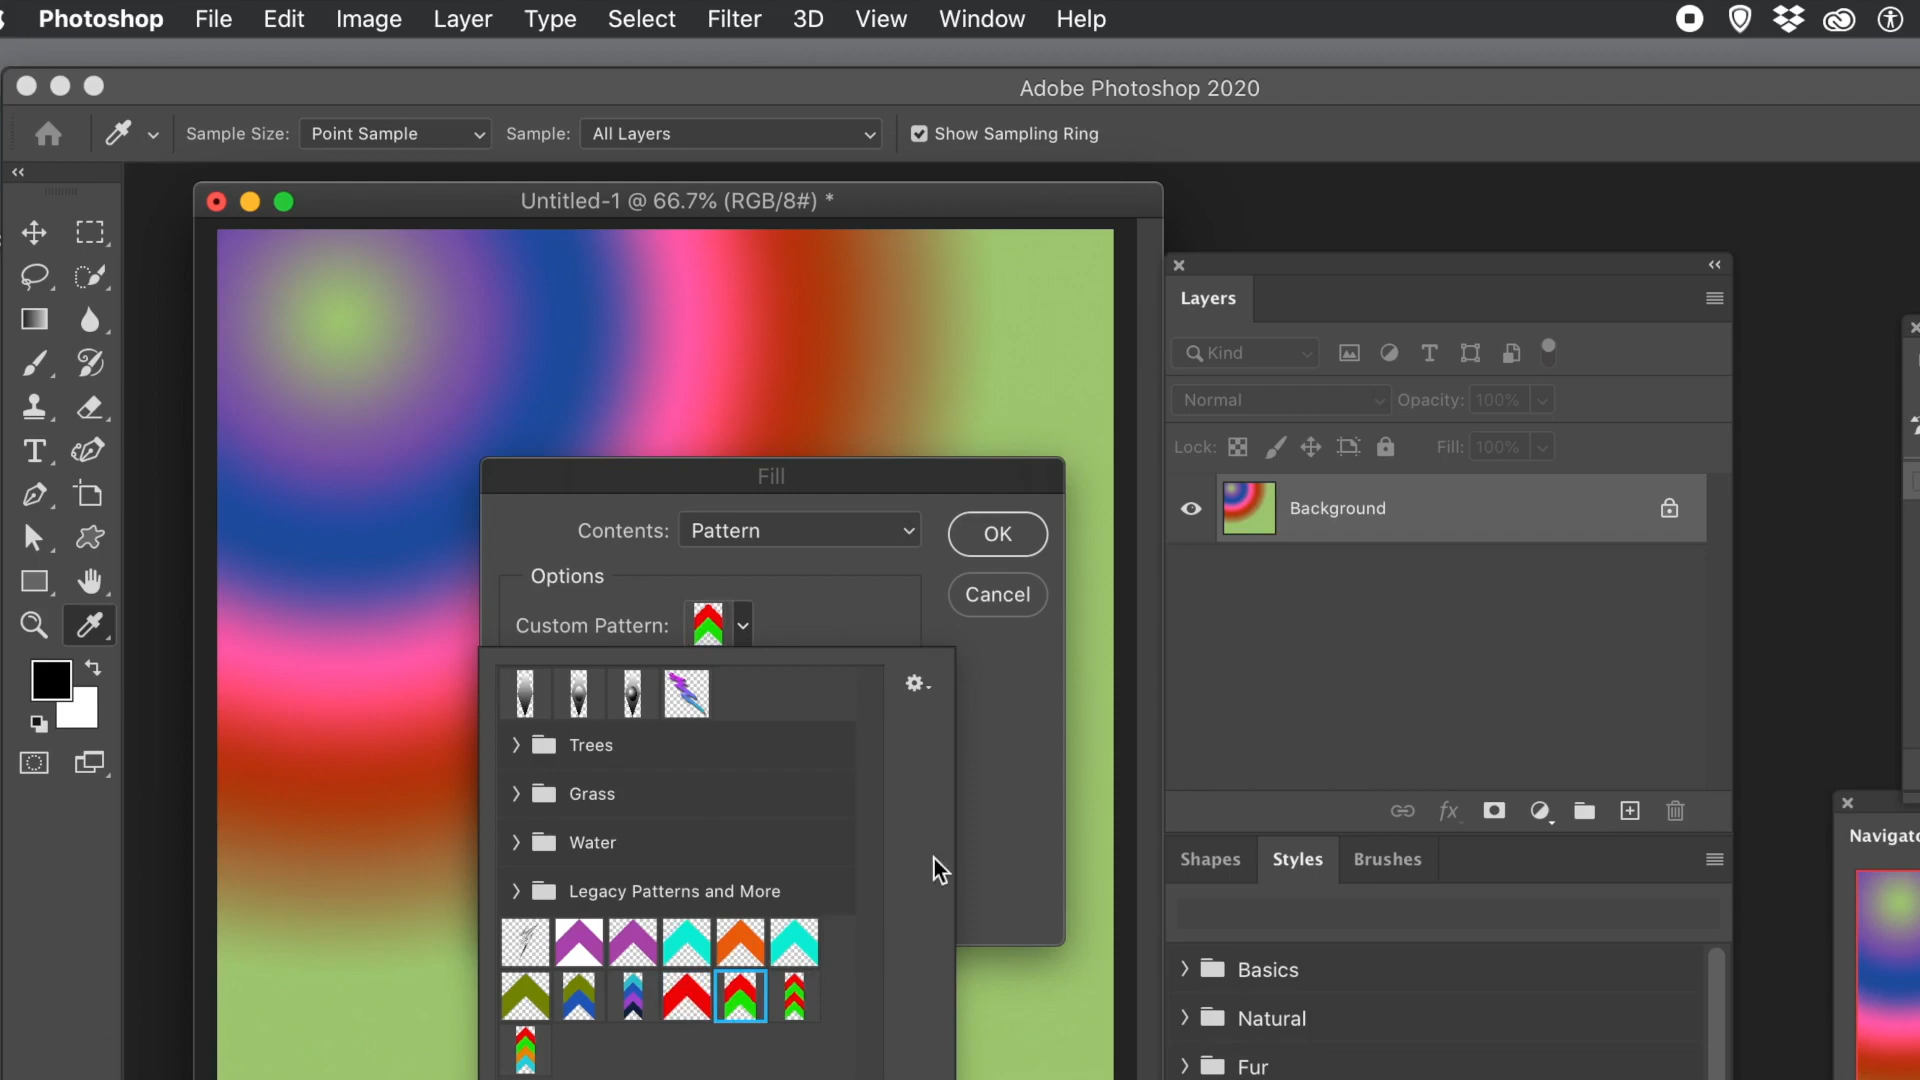 Photoshop File Edit Image Layer Type Select Filter 3D View Window Help
Adobe Photoshop 2020
Sample Size: Point Sample Sample: All Layers Show Sampling Ring
Untitled-1 @ 66.7% (RGB/8#) *
Layers
Kind
Normal Opacity: 100%
Lock: Fill: 100%
Background
Fill
Contents: Pattern OK
Options
Cancel
Custom Pattern:
Trees
Grass
Water
Legacy Patterns and More
Shapes Styles Brushes
Basics
Natural
Fur
Navigato